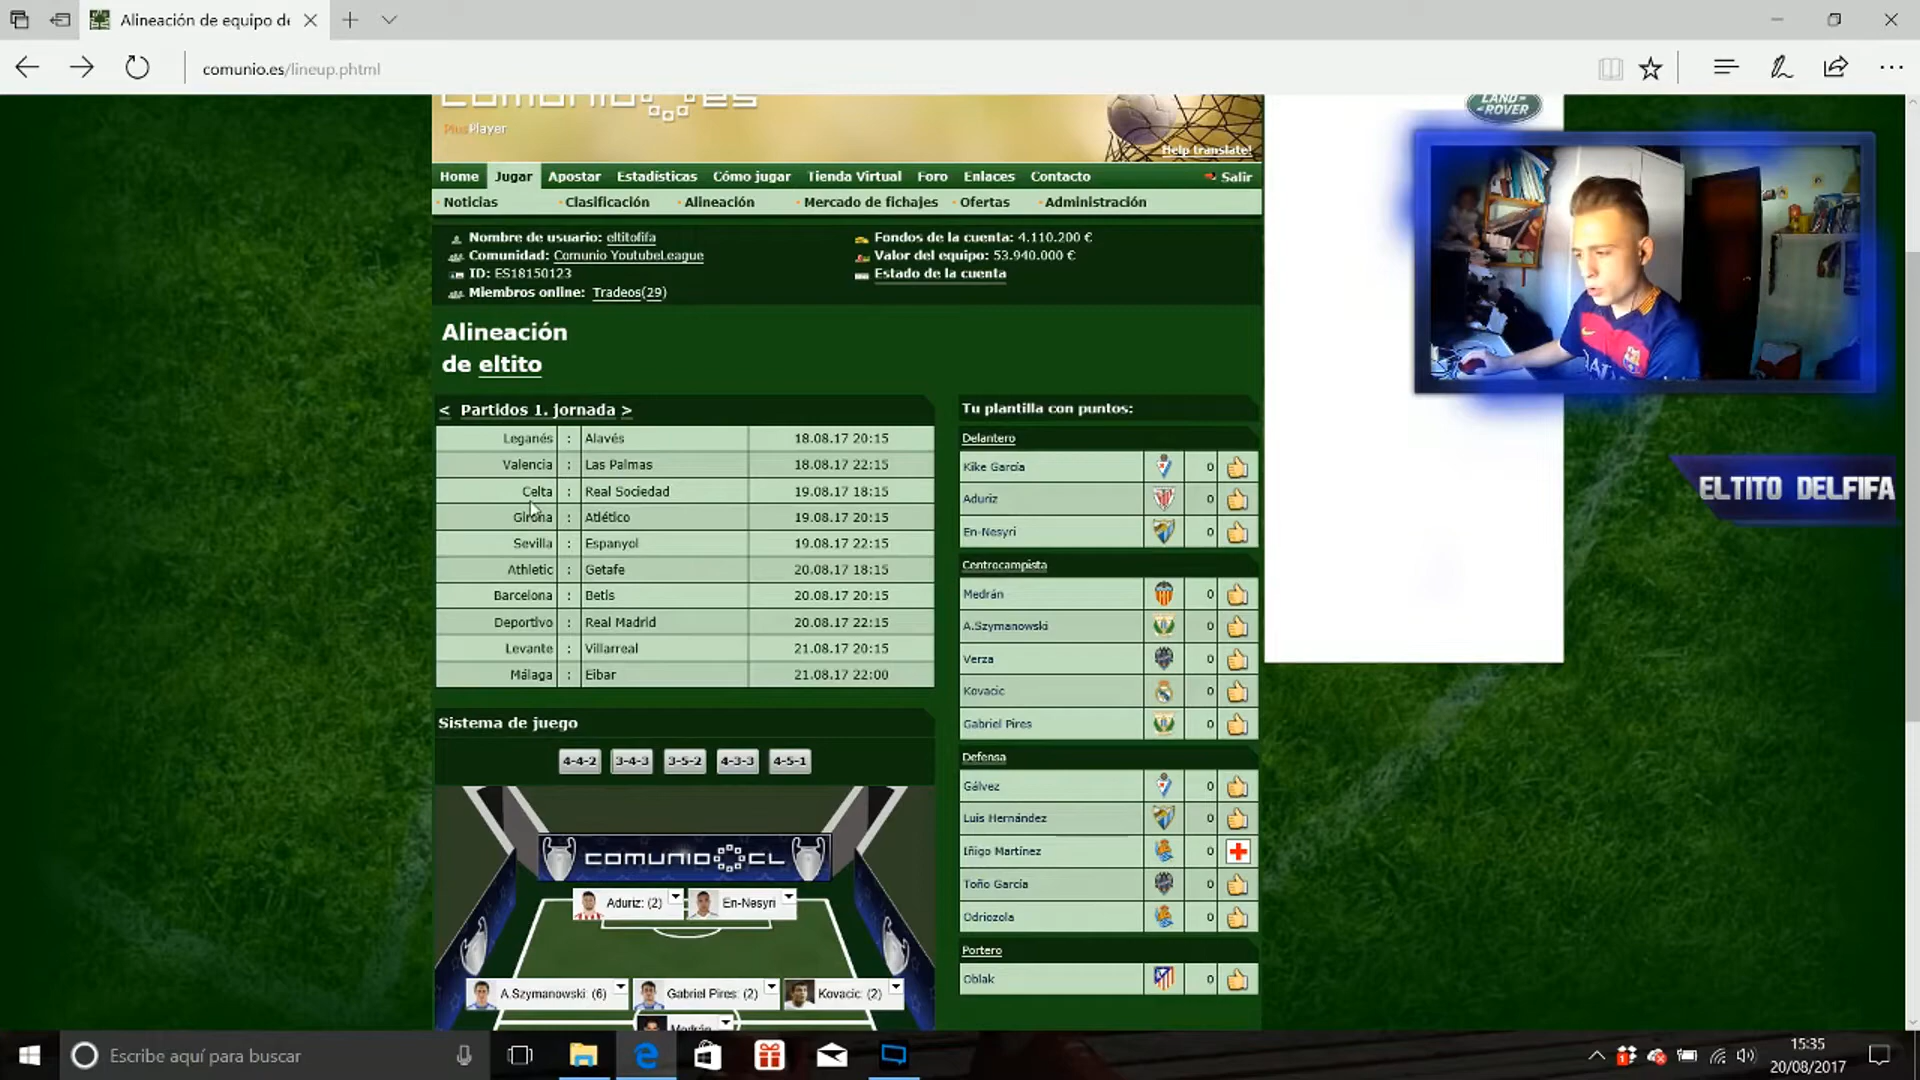 Alineación de equipo de
comunio.es/lineup.phtml
COMUNIO ES
PlusPlayer
Help translate!
LAND-
ROVER
Home Jugar Apostar Estadísticas Cómo jugar Tienda Virtual Foro Enlaces Contacto Salir
Noticias Clasificación Alineación Mercado de fichajes Ofertas Administración
Nombre de usuario: eltitofifa
Comunidad: Comunio YoutubeLeague
ID: ES18150123
Miembros online: Tradeos(29)
Fondos de la cuenta: 4.110.200 €
Valor del equipo: 53.940.000 €
Estado de la cuenta
Alineación
de eltito
< Partidos 1. jornada >
Leganés : Alavés 18.08.17 20:15
Valencia : Las Palmas 18.08.17 22:15
Celta : Real Sociedad 19.08.17 18:15
Girona : Atlético 19.08.17 20:15
Sevilla : Espanyol 19.08.17 22:15
Athletic : Getafe 20.08.17 18:15
Barcelona : Betis 20.08.17 20:15
Deportivo : Real Madrid 20.08.17 22:15
Levante : Villarreal 21.08.17 20:15
Málaga : Eibar 21.08.17 22:00
Sistema de juego
4-4-2 3-4-3 3-5-2 4-3-3 4-5-1
COMUNIO CL
Aduriz: (2) En-Nesyri
A.Szymanowski: (6) Gabriel Pires: (2) Kovacic: (2)
Medrán
Tu plantilla con puntos:
Delantero
Kike García 0
Aduriz 0
En-Nesyri 0
Centrocampista
Medrán 0
A.Szymanowski 0
Verza 0
Kovacic 0
Gabriel Pires 0
Defensa
Gálvez 0
Luis Hernández 0
Iñigo Martínez 0
Toño García 0
Odriozola 0
Portero
Oblak 0
ELTITO DELFIFA
Escribe aquí para buscar
15:35
20/08/2017